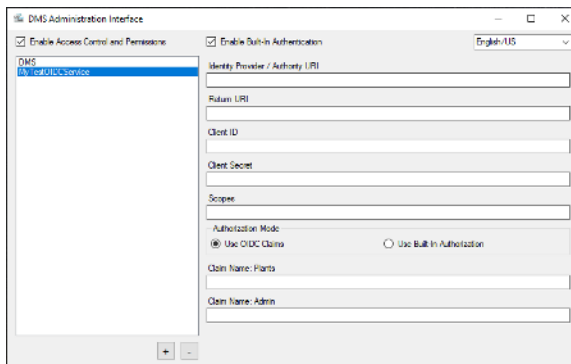 DMS Administration Interface
Enable Access Control and Permissions
Enable Built-In Authentication
English/US
DMS
MyTestOIDCService
Identity Provider / Authority URI
Return URI
Client ID
Client Secret
Scopes
Authorization Mode
Use OIDC Claims
Use Built-In Authorization
Claim Name: Plants
Claim Name: Admin
+
-